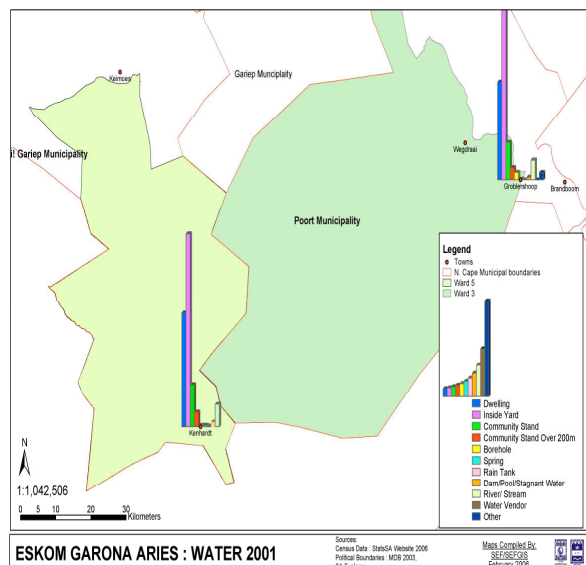 Keimoes
Gariep Munciplaity
il Gariep Municipality
Wegdraai
Groblershoop
Brandboom
Poort Municipality
Kenhardt
Legend
Towns
N. Cape Municipal boundaries
Ward 5
Ward 3
Dwelling
Inside Yard
Community Stand
Community Stand Over 200m
Borehole
Spring
Rain Tank
Dam/Pool/Stagnant Water
River/ Stream
Water Vendor
Other
N
1:1,042,506
0 5 10 20 30
Kilometers
ESKOM GARONA ARIES : WATER 2001
Sources:
Census Data : StatsSA Website 2006
Political Boundaries : MDB 2003,
Maps Compiled By:
SEF/SEFGIS
February 2006